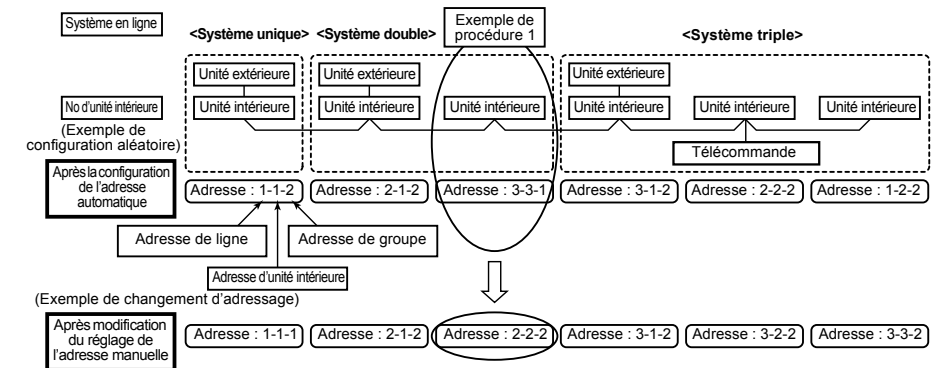 Système en ligne
<Système unique>
<Système double>
Exemple de
procédure 1
<Système triple>
Unité extérieure
Unité extérieure
Unité extérieure
No d'unité intérieure
Unité intérieure
Unité intérieure
Unité intérieure
Unité intérieure
Unité intérieure
Unité intérieure
(Exemple de
configuration aléatoire)
Télécommande
Après la configuration
de l'adresse
automatique
Adresse : 1-1-2
Adresse : 2-1-2
Adresse : 3-3-1
Adresse : 3-1-2
Adresse : 2-2-2
Adresse : 1-2-2
Adresse de ligne
Adresse de groupe
Adresse d'unité intérieure
(Exemple de changement d'adressage)
Après modification
du réglage de
l'adresse manuelle
Adresse : 1-1-1
Adresse : 2-1-2
Adresse : 2-2-2
Adresse : 3-1-2
Adresse : 3-2-2
Adresse : 3-3-2